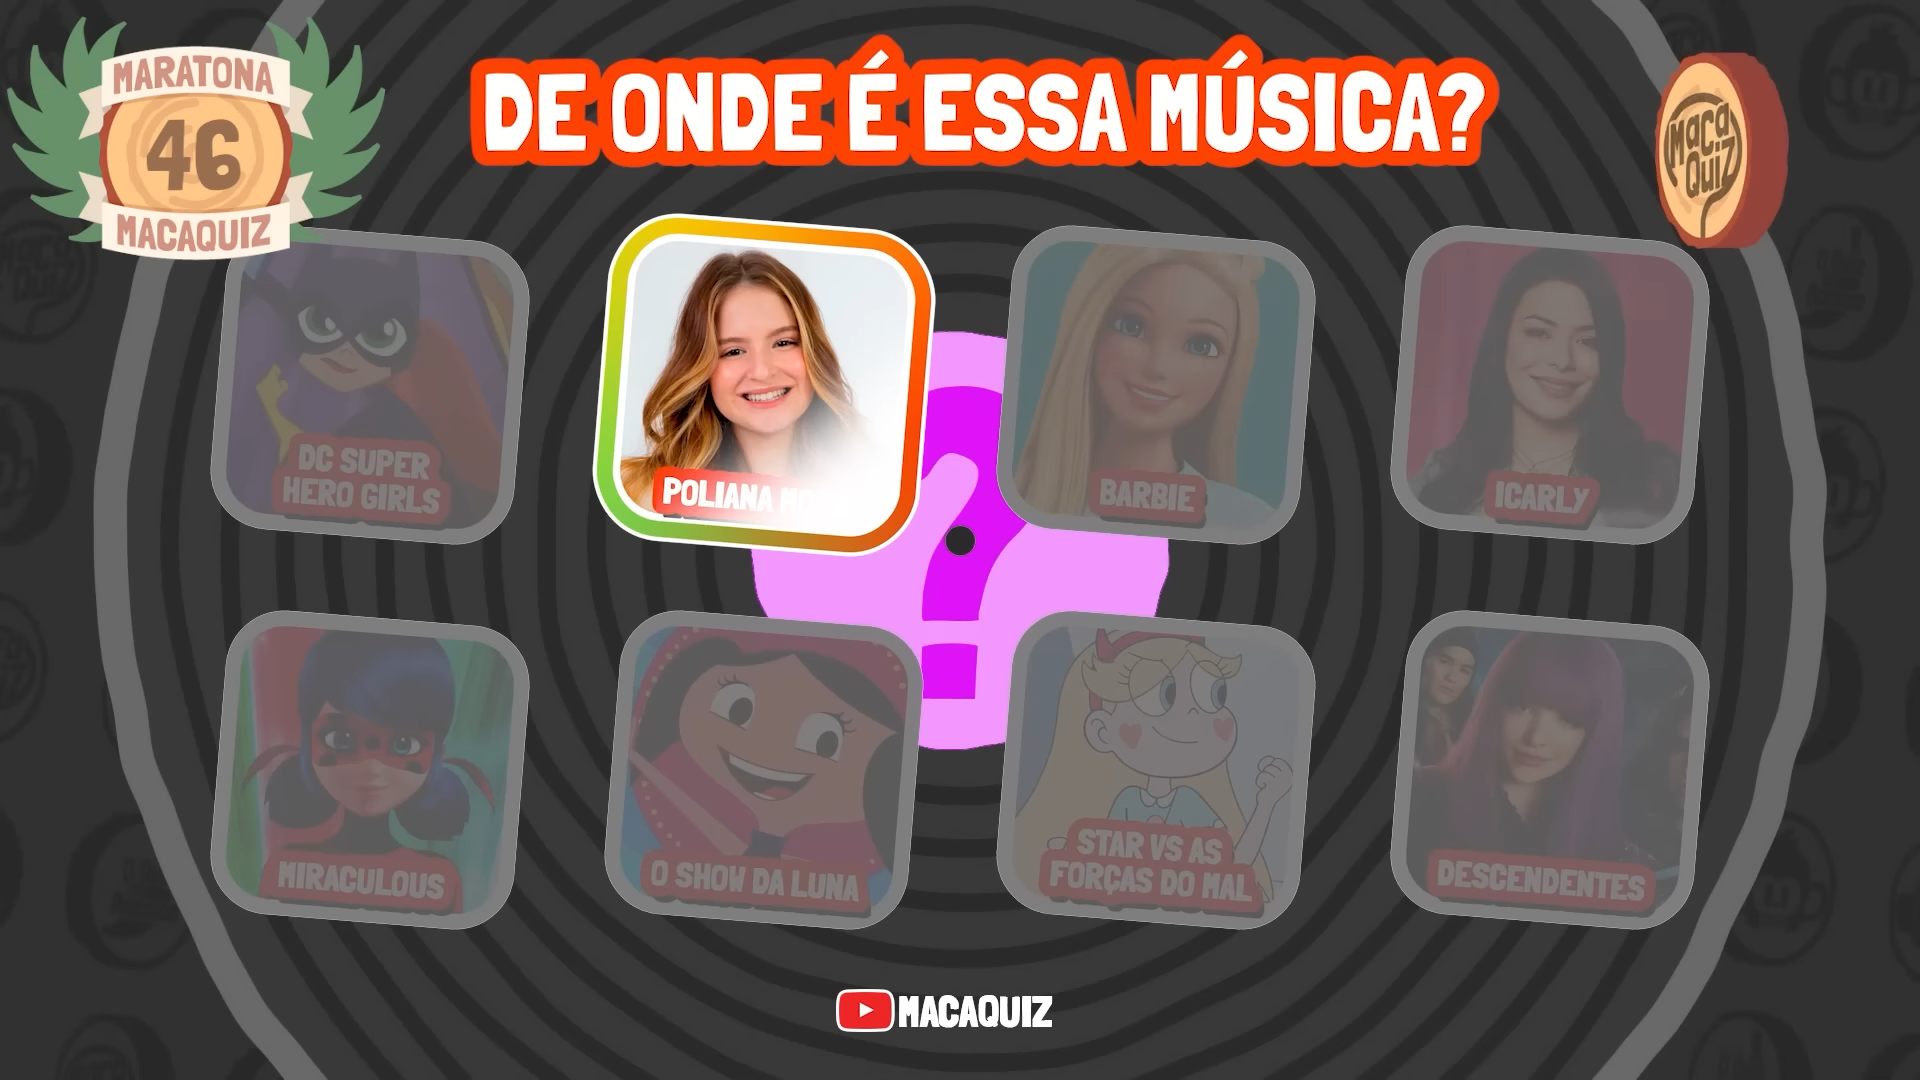 MARATONA
46
MACAQUIZ
DE ONDE É ESSA MÚSICA?
MACA
QUIZ
DC SUPER
HERO GIRLS
POLIANA
BARBIE
ICARLY
MIRACULOUS
O SHOW DA LUNA
STAR VS AS
FORÇAS DO MAL
DESCENDENTES
MACAQUIZ